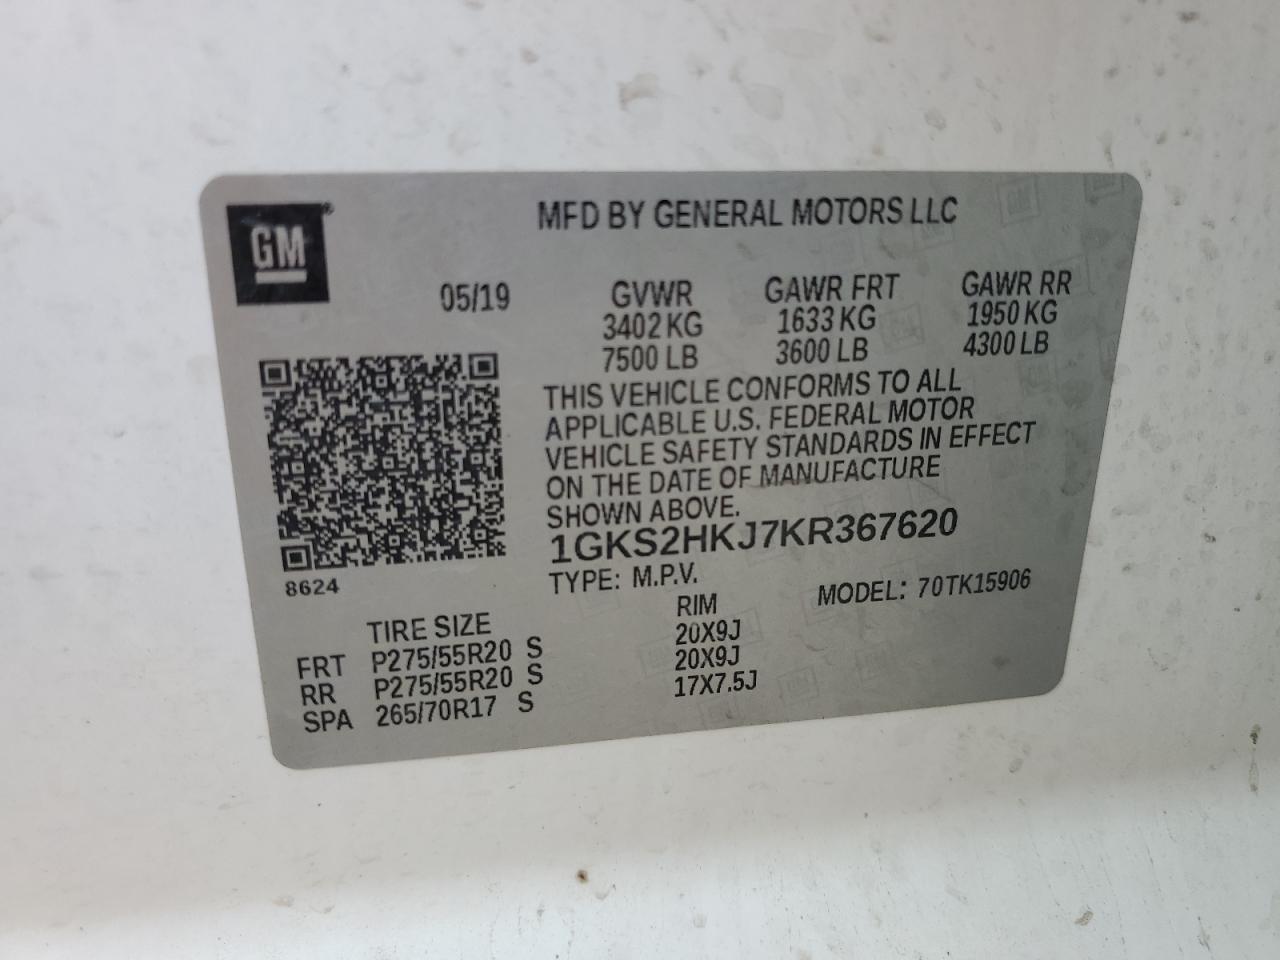 GM
MFD BY GENERAL MOTORS LLC
05/19
GVWR GAWR FRT GAWR RR
3402 KG 1633 KG 1950 KG
7500 LB 3600 LB 4300 LB
THIS VEHICLE CONFORMS TO ALL
APPLICABLE U.S. FEDERAL MOTOR
VEHICLE SAFETY STANDARDS IN EFFECT
ON THE DATE OF MANUFACTURE
SHOWN ABOVE.
1GKS2HKJ7KR367620
TYPE: M.P.V. MODEL: 70TK15906
8624
TIRE SIZE RIM
FRT P275/55R20 S 20X9J
RR P275/55R20 S 20X9J
SPA 265/70R17 S 17X7.5J